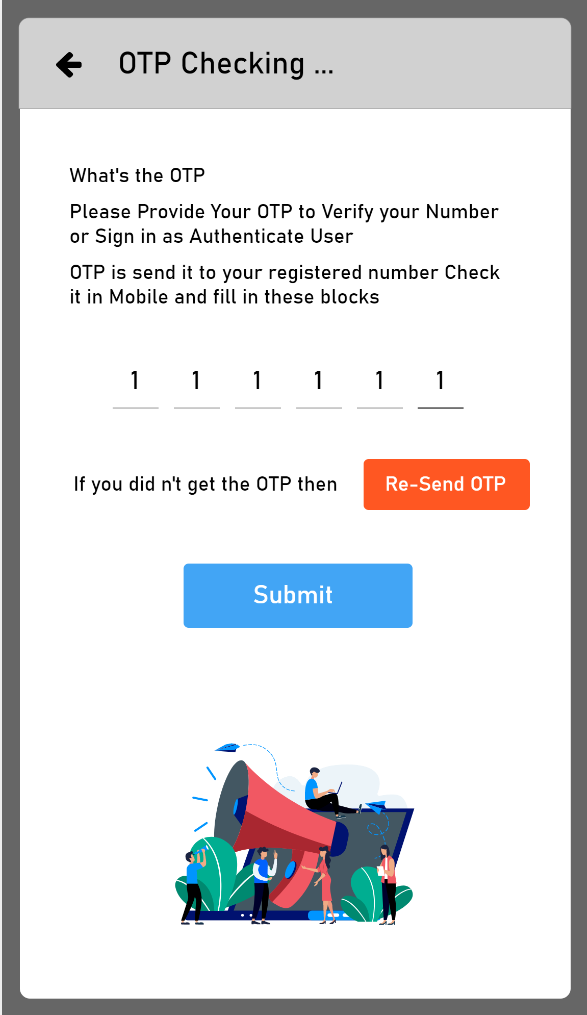 OTP Checking ...
What's the OTP
Please Provide Your OTP to Verify your Number
or Sign in as Authenticate User
OTP is send it to your registered number Check
it in Mobile and fill in these blocks
1 1 1 1 1 1
If you did n't get the OTP then Re-Send OTP
Submit